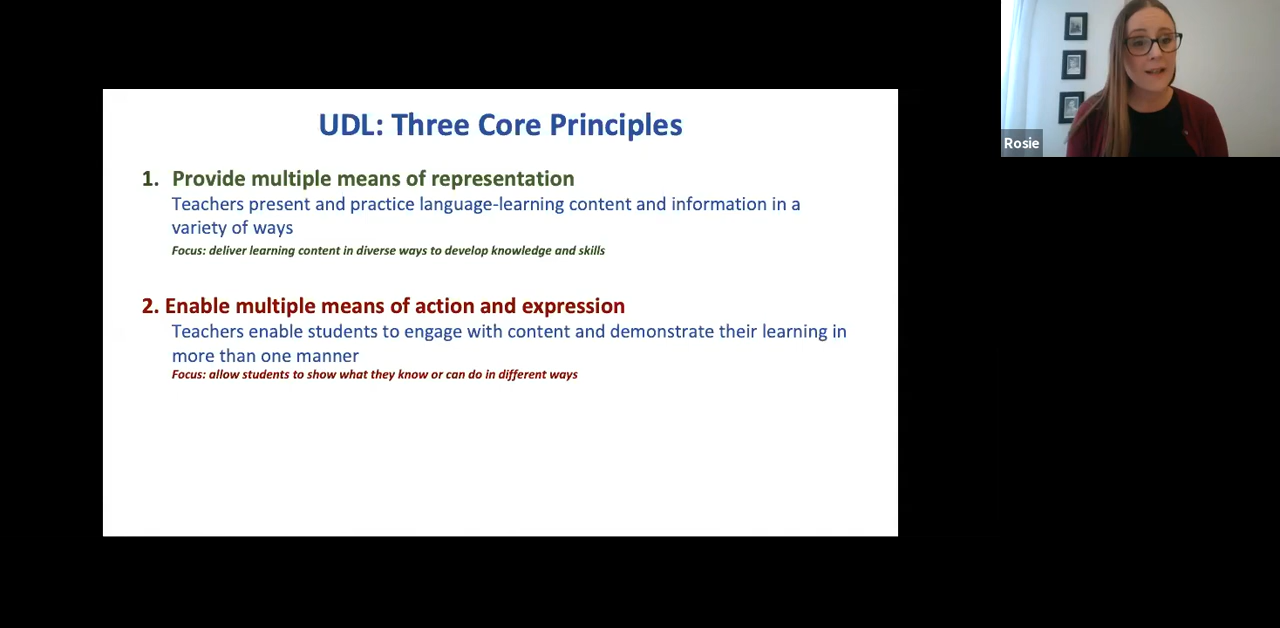 UDL: Three Core Principles
1. Provide multiple means of representation
Teachers present and practice language-learning content and information in a
variety of ways
Focus: deliver learning content in diverse ways to develop knowledge and skills
2. Enable multiple means of action and expression
Teachers enable students to engage with content and demonstrate their learning in
more than one manner
Focus: allow students to show what they know or can do in different ways
Rosie